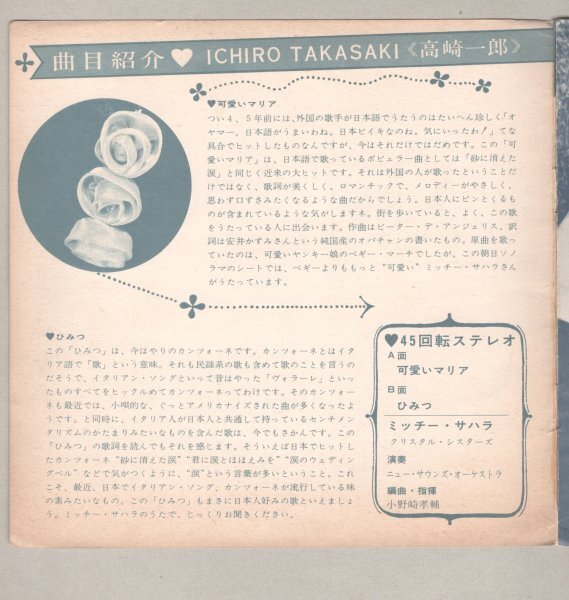 曲目紹介♥ICHIRO TAKASAKI《高崎一郎》
♥可愛いマリア
つい4、5年前には、外国の歌手が日本語でうたうのはたいへん珍しく「オ
ヤマー、日本語がうまいわね。日本ビイキなのね。気にいったわ!」てな
具合でヒットしたものなんですが、今はそれだけではだめです。この「可
愛いマリア」は、日本語で歌っているポピュラー曲としては「砂に消えた
涙」と同じく近来の大ヒットです。それは外国の人が歌ったということだ
けではなく、歌詞が美しくしく、ロマンチックで、メロディーがやさしく、
思わず口ずさみたくなるような曲だからでしょう。日本人にピンとくるも
のが含まれているような気がしますネ。街を歩いていると、よく、この歌
をうたっている人に出会います。作曲はピーター・デ・アンジェリス、訳
詞は安井かずみさんという純国産のオバチャンの書いたもの。原曲を歌っ
ていたのは、可愛いヤンキー娘のペギー・マーチでしたが、この朝日ソノ
ラマのシートでは、ペギーよりももっと“可愛い”ミッチー・サハラさん
がうたっています。
♥ひみつ
この「ひみつ」は、今はやりのカンツォーネです。カンツォーネとはイタ
リア語で「歌」という意味。それも民謡系の歌も含めて歌のことを言うの
だそうで、イタリアン・ソングといって昔はやった「ヴォラーレ」といっ
たものすべてをヒックルめてカンツォーネってわけです。そのカンツォー
ネも最近では、小唄的な、ぐっとアメリカナイズされた曲が多くなったよ
うです。と同時に、イタリア人が日本人と共通して持っているセンチメン
タリズムのかたまりみたいなものを含んだ歌は、今でもさかんです。この
「ひみつ」の歌詞を読んでもそれを感じます。そういえば日本でヒットし
たカンツォーネ“砂に消えた涙”“君に涙とほほえみを”“涙のウェディン
グベル”などで気がつくように、“涙”という言葉が多いということ。これ
こそ、最近、日本でイタリアン・ソング、カンツォーネが流行している味
の素みたいなもの。この「ひみつ」もまさに日本人好みの歌といえましょ
う。ミッチー・サハラのうたで、じっくりお聞きください。
♥45回転ステレオ
A面
可愛いマリア
B面
ひみつ
ミッチー・サハラ
クリスタル・シスターズ
演奏
ニュー・サウンズ・オーケストラ
編曲・指揮
小野崎孝輔